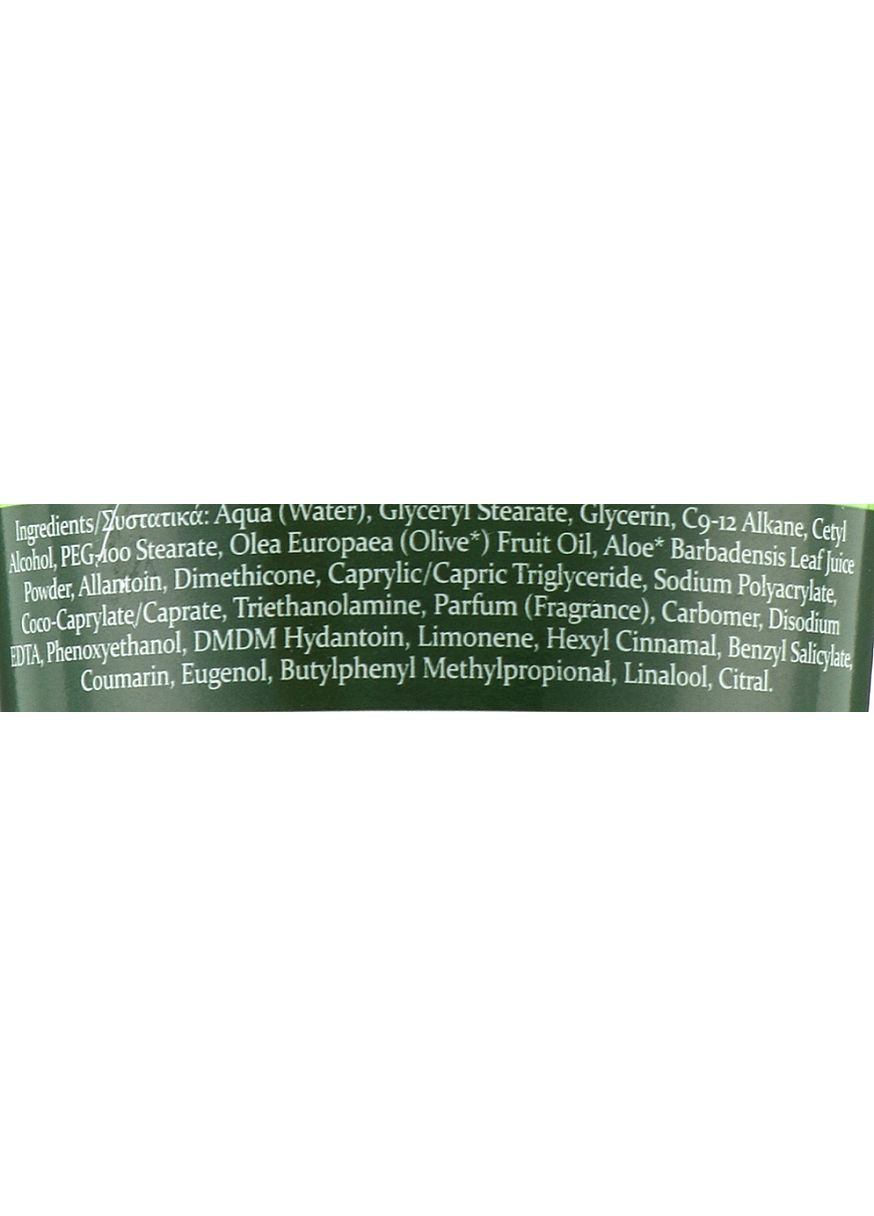 Ingredients/Συστατικά: Aqua (Water), Glyceryl Stearate, Glycerin, C9-12 Alkane, Cetyl
Alcohol, PEG-100 Stearate, Olea Europaea (Olive*) Fruit Oil, Aloe* Barbadensis Leaf Juice
Powder, Allantoin, Dimethicone, Caprylic/Capric Triglyceride, Sodium Polyacrylate,
Coco-Caprylate/Caprate, Triethanolamine, Parfum (Fragrance), Carbomer, Disodium
EDTA, Phenoxyethanol, DMDM Hydantoin, Limonene, Hexyl Cinnamal, Benzyl Salicylate,
Coumarin, Eugenol, Butylphenyl Methylpropional, Linalool, Citral.